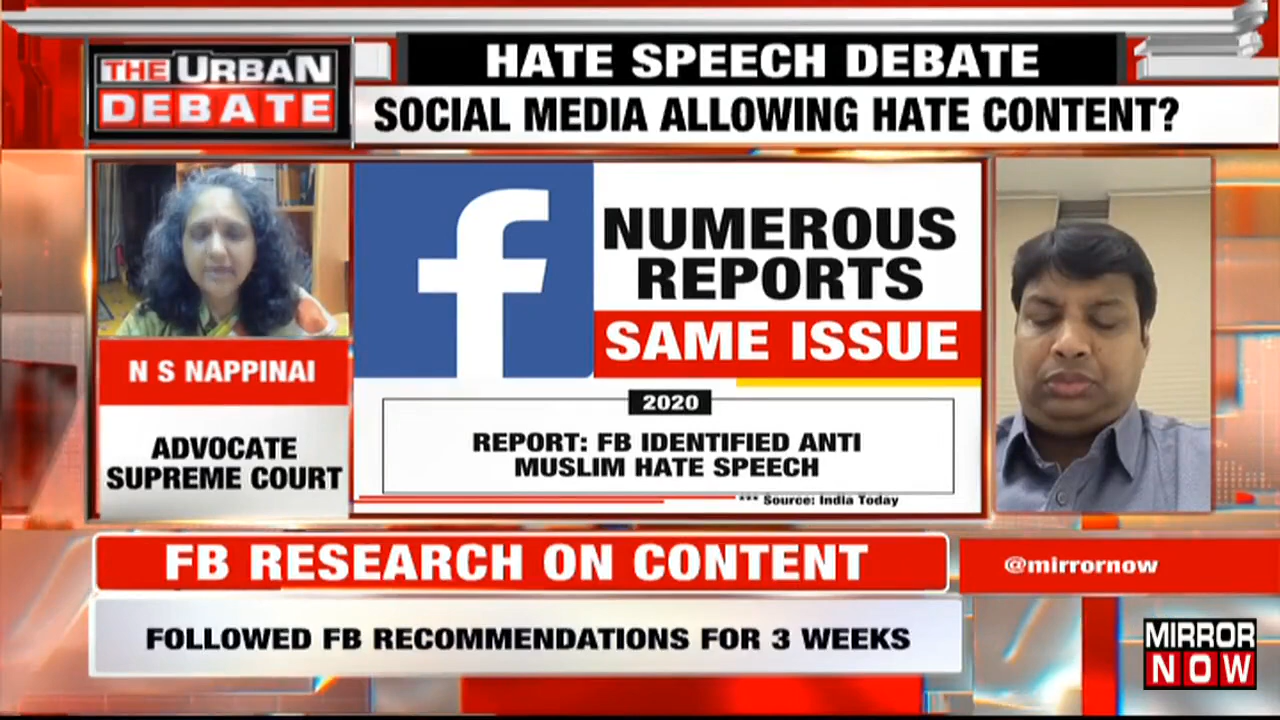 THE URBAN
DEBATE
HATE SPEECH DEBATE
SOCIAL MEDIA ALLOWING HATE CONTENT?
N S NAPPINAI
ADVOCATE
SUPREME COURT
f
NUMEROUS
REPORTS
SAME ISSUE
2020
REPORT: FB IDENTIFIED ANTI
MUSLIM HATE SPEECH
*** Source: India Today
FB RESEARCH ON CONTENT
@mirrornow
FOLLOWED FB RECOMMENDATIONS FOR 3 WEEKS
MIRROR
NOW